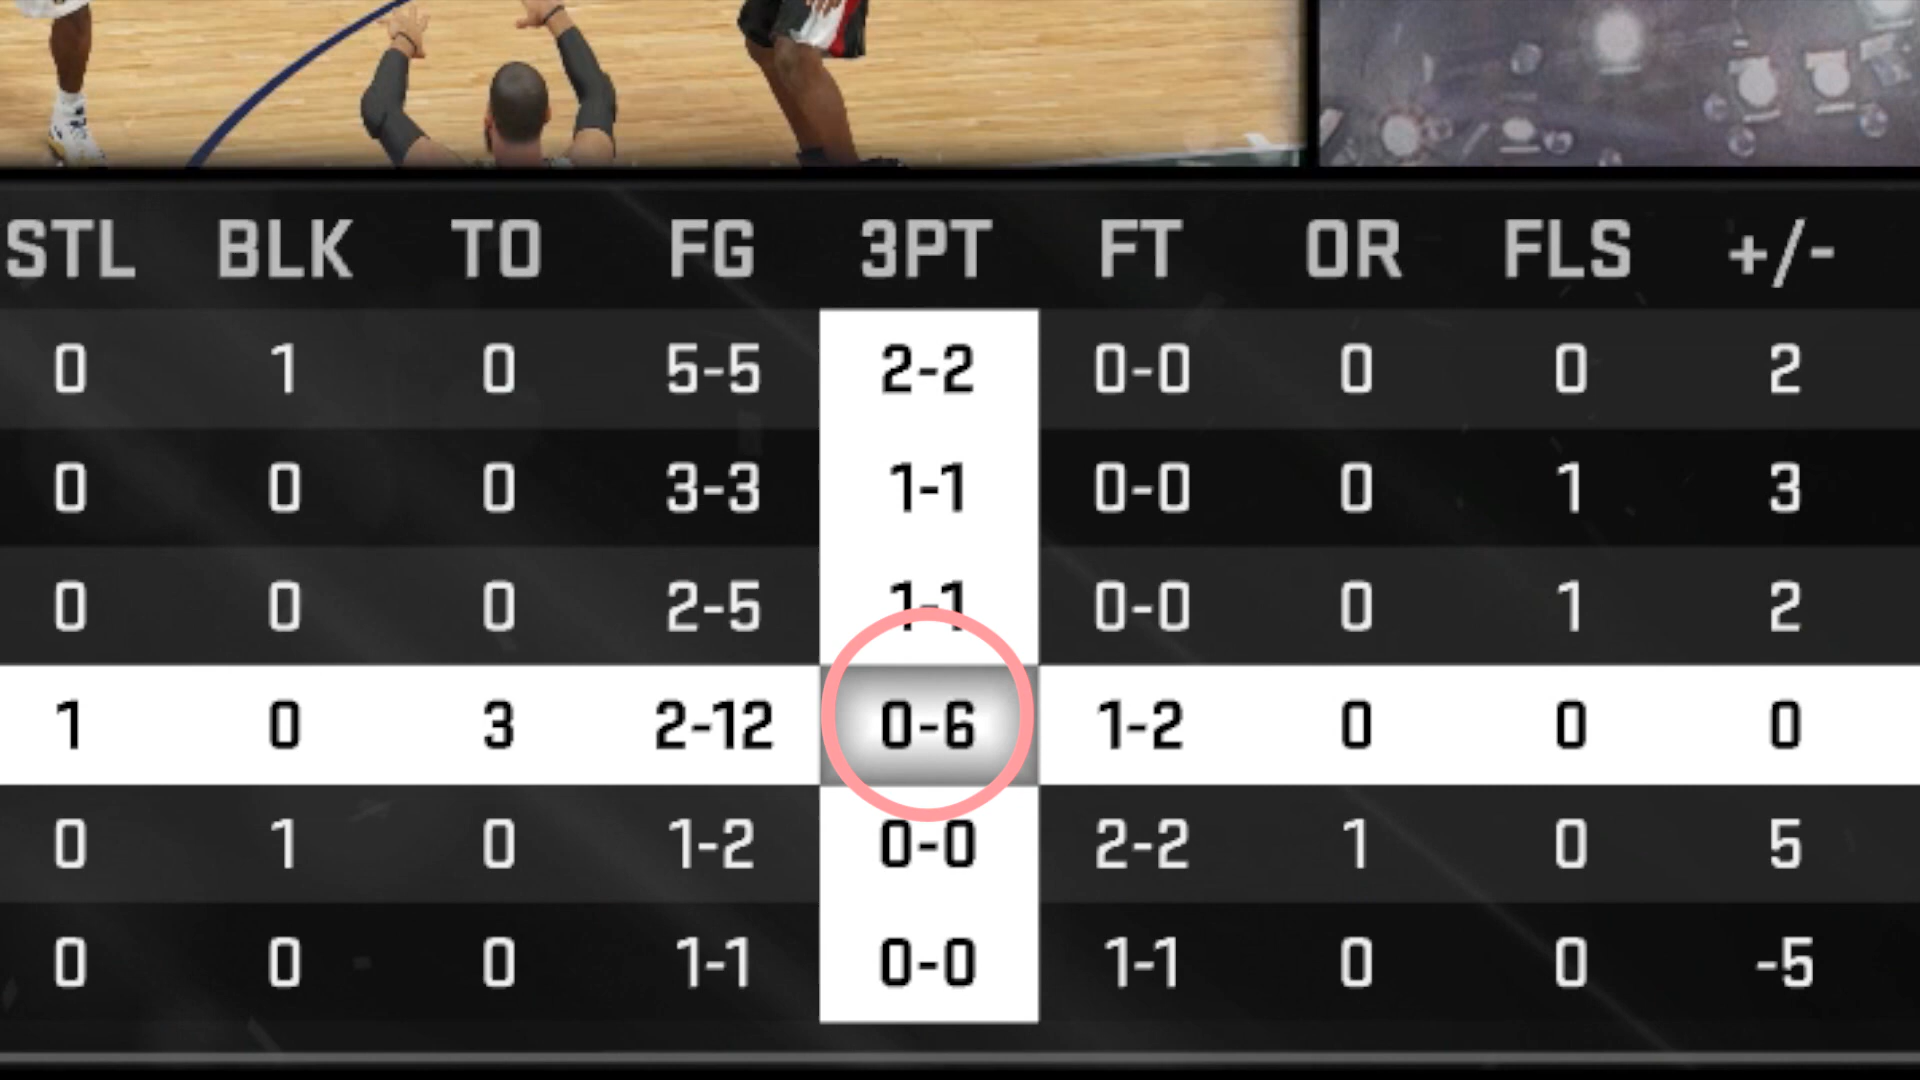 STL BLK TO FG 3PT FT OR FLS +/-
0 1 0 5-5 2-2 0-0 0 0 2
0 0 0 3-3 1-1 0-0 0 1 3
0 0 0 2-5 1-1 0-0 0 1 2
1 0 3 2-12 0-6 1-2 0 0 0
0 1 0 1-2 0-0 2-2 1 0 5
0 0 0 1-1 0-0 1-1 0 0 -5